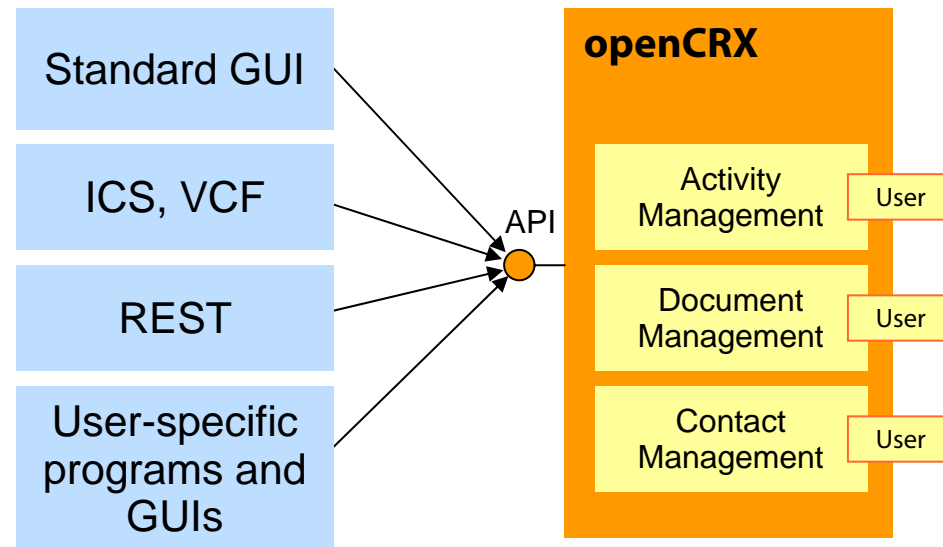 Standard GUI
ICS, VCF
REST
User-specific
programs and
GUIs
API
openCRX
Activity
Management
User
Document
Management
User
Contact
Management
User